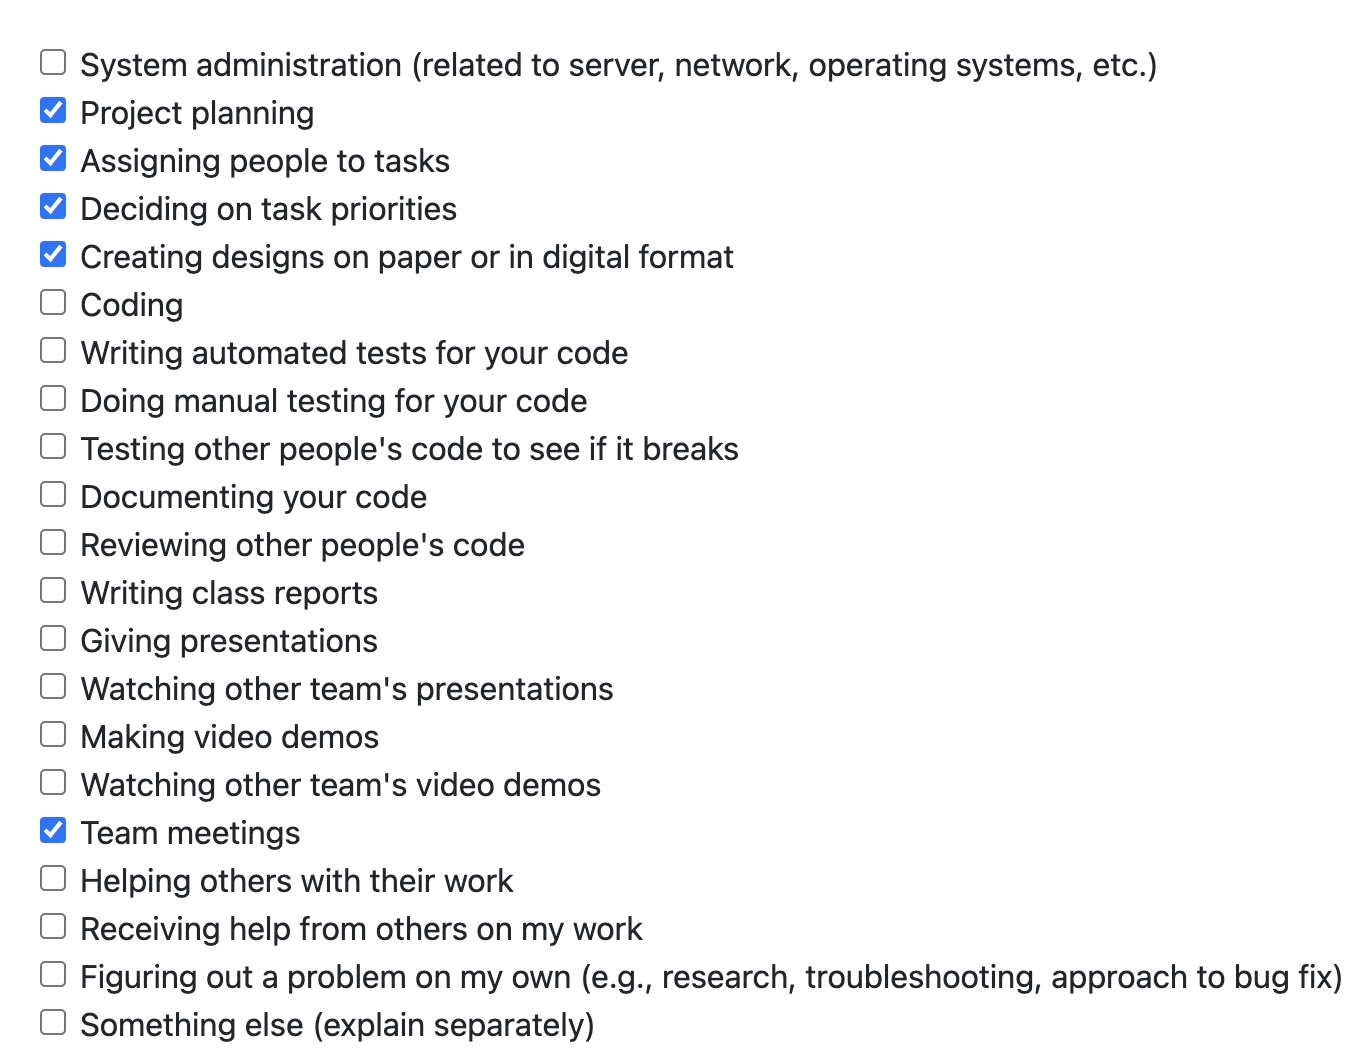 System administration (related to server, network, operating systems, etc.)
Project planning
Assigning people to tasks
Deciding on task priorities
Creating designs on paper or in digital format
Coding
Writing automated tests for your code
Doing manual testing for your code
Testing other people's code to see if it breaks
Documenting your code
Reviewing other people's code
Writing class reports
Giving presentations
Watching other team's presentations
Making video demos
Watching other team's video demos
Team meetings
Helping others with their work
Receiving help from others on my work
Figuring out a problem on my own (e.g., research, troubleshooting, approach to bug fix)
Something else (explain separately)